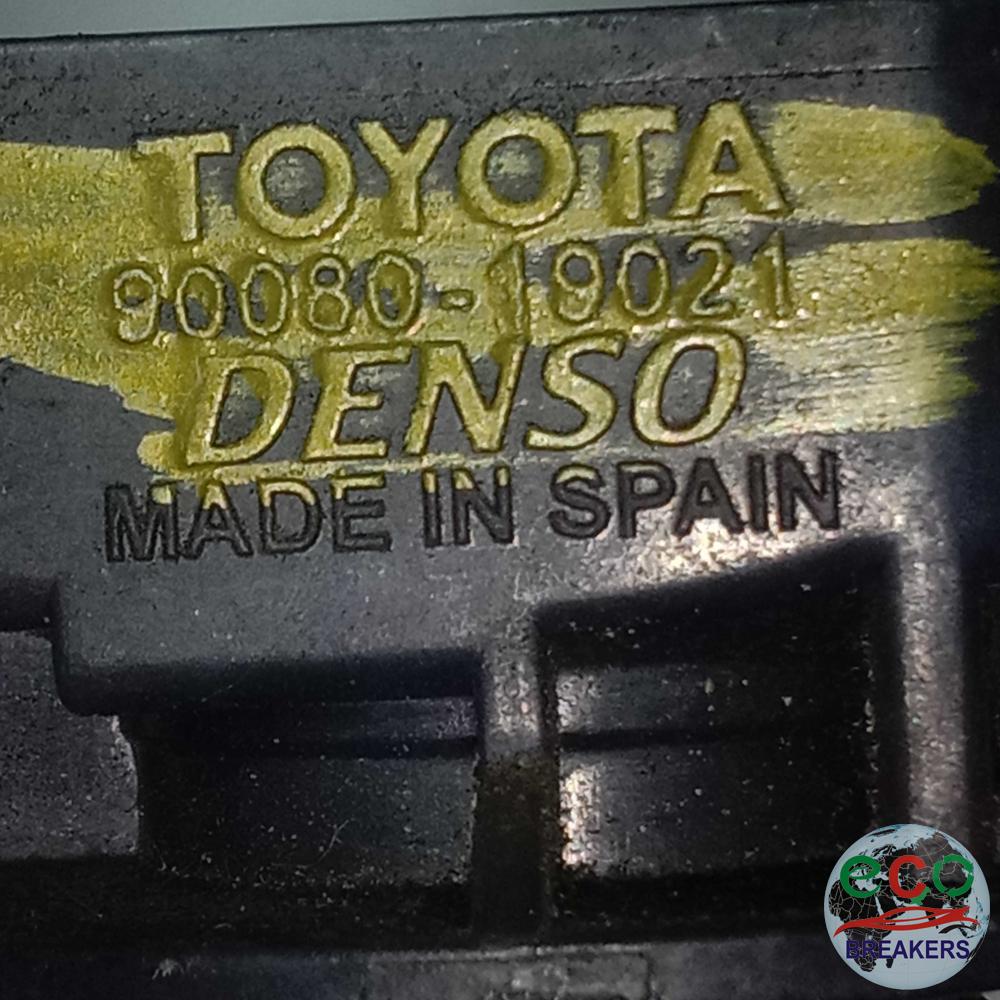 TOYOTA
90080-19021
DENSO
MADE IN SPAIN
eco
BREAKERS